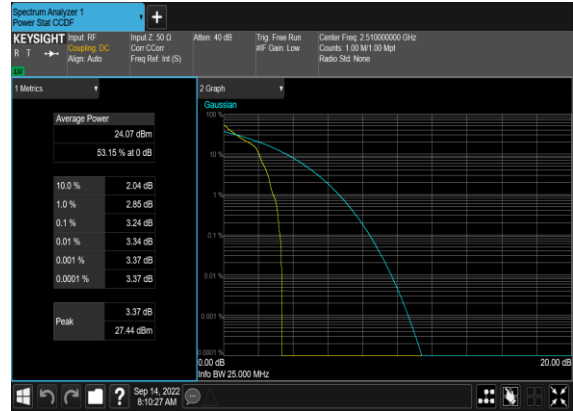 Spectrum Analyzer 1
Power Stat CCDF
+
KEYSIGHT
R T
LXI
Input: RF
Coupling: DC
Align: Auto
Input Z: 50 Ω
Corr CCorr
Freq Ref: Int (S)
Atten: 40 dB
Trig: Free Run
#IF Gain: Low
Center Freq: 2.510000000 GHz
Counts: 1.00 M/1.00 Mpt
Radio Std: None
1 Metrics
Average Power
24.07 dBm
53.15 % at 0 dB
10.0 % 2.04 dB
1.0 % 2.85 dB
0.1 % 3.24 dB
0.01 % 3.34 dB
0.001 % 3.37 dB
0.0001 % 3.37 dB
Peak
3.37 dB
27.44 dBm
2 Graph
Gaussian
100 %
10 %
1 %
0.1 %
0.01 %
0.001 %
0.0001 %
0.00 dB 20.00 dB
Info BW 25.000 MHz
?
Sep 14, 2022
8:10:27 AM